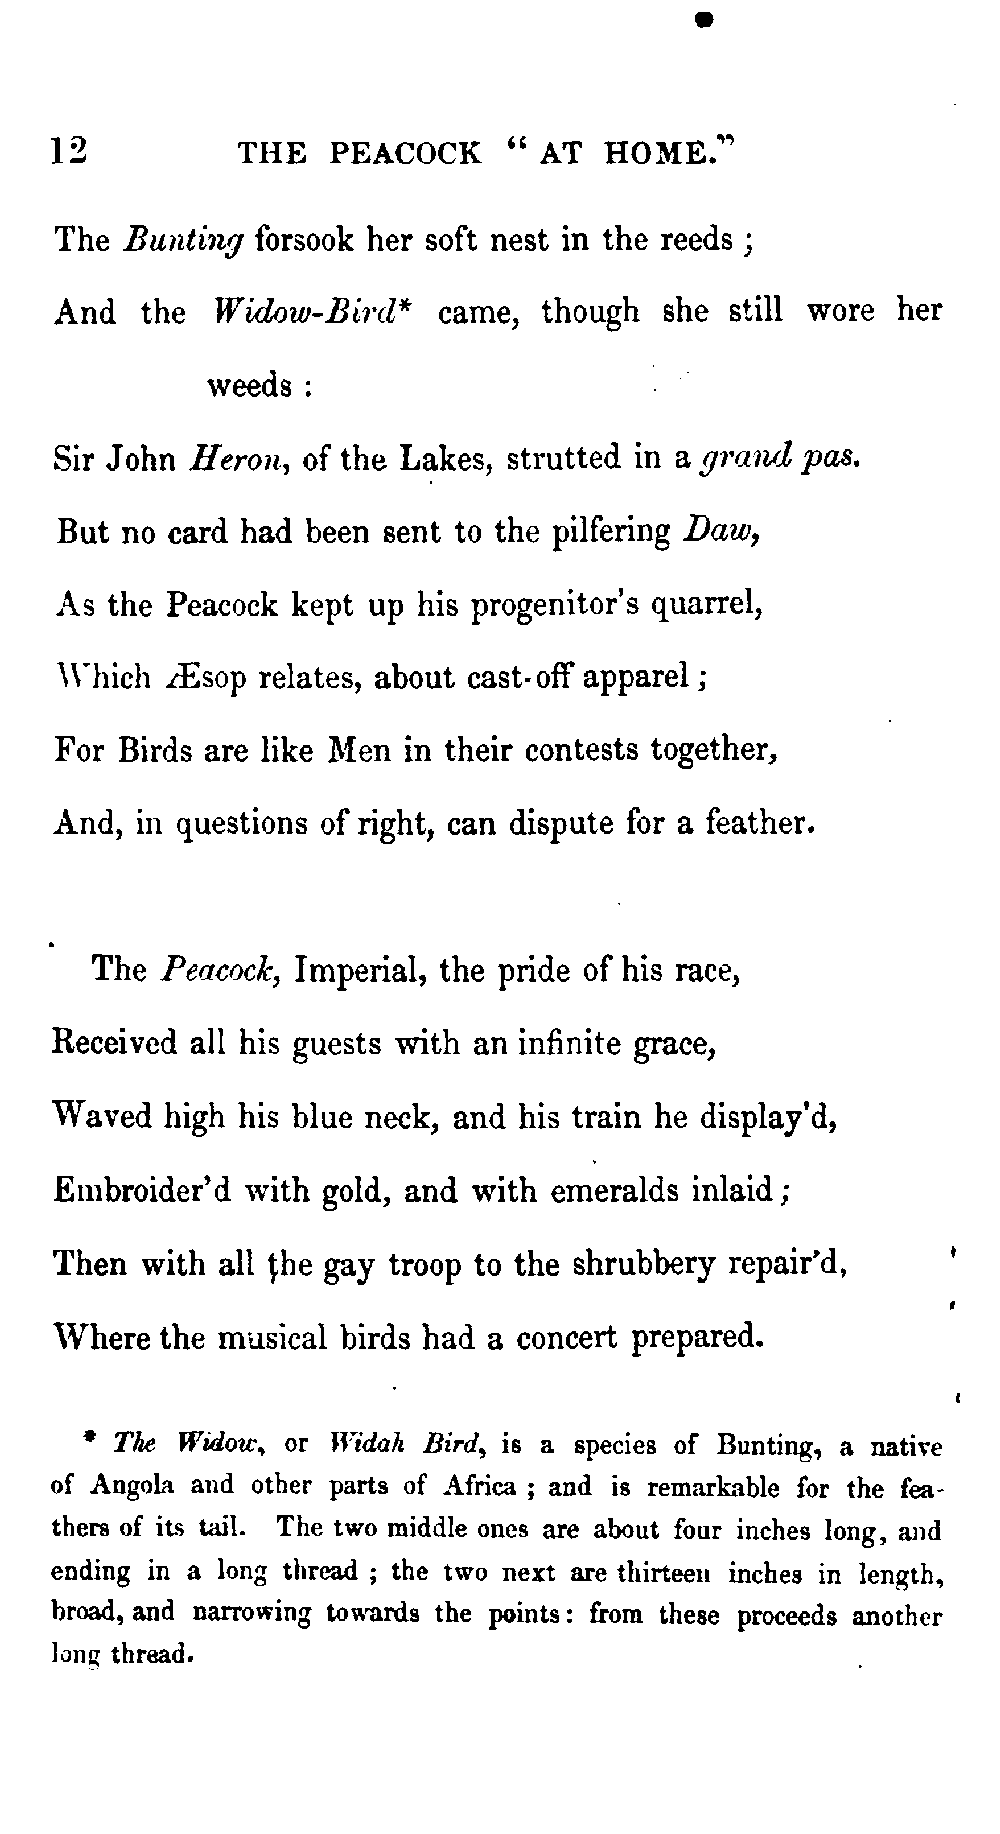 12 THE PEACOCK “ AT HOME.”
The Bunting forsook her soft nest in the reeds ;
And the Widow-Bird* came, though she still wore her
weeds :
Sir John Heron, of the Lakes, strutted in a grand pas.
But no card had been sent to the pilfering Daw,
As the Peacock kept up his progenitor's quarrel,
Which Æsop relates, about cast-off apparel ;
For Birds are like Men in their contests together,
And, in questions of right, can dispute for a feather.
The Peacock, Imperial, the pride of his race,
Received all his guests with an infinite grace,
Waved high his blue neck, and his train he display'd,
Embroider'd with gold, and with emeralds inlaid ;
Then with all the gay troop to the shrubbery repair'd,
Where the musical birds had a concert prepared.
* The Widow, or Widah Bird, is a species of Bunting, a native
of Angola and other parts of Africa ; and is remarkable for the fea-
thers of its tail. The two middle ones are about four inches long, and
ending in a long thread ; the two next are thirteen inches in length,
broad, and narrowing towards the points: from these proceeds another
long thread.